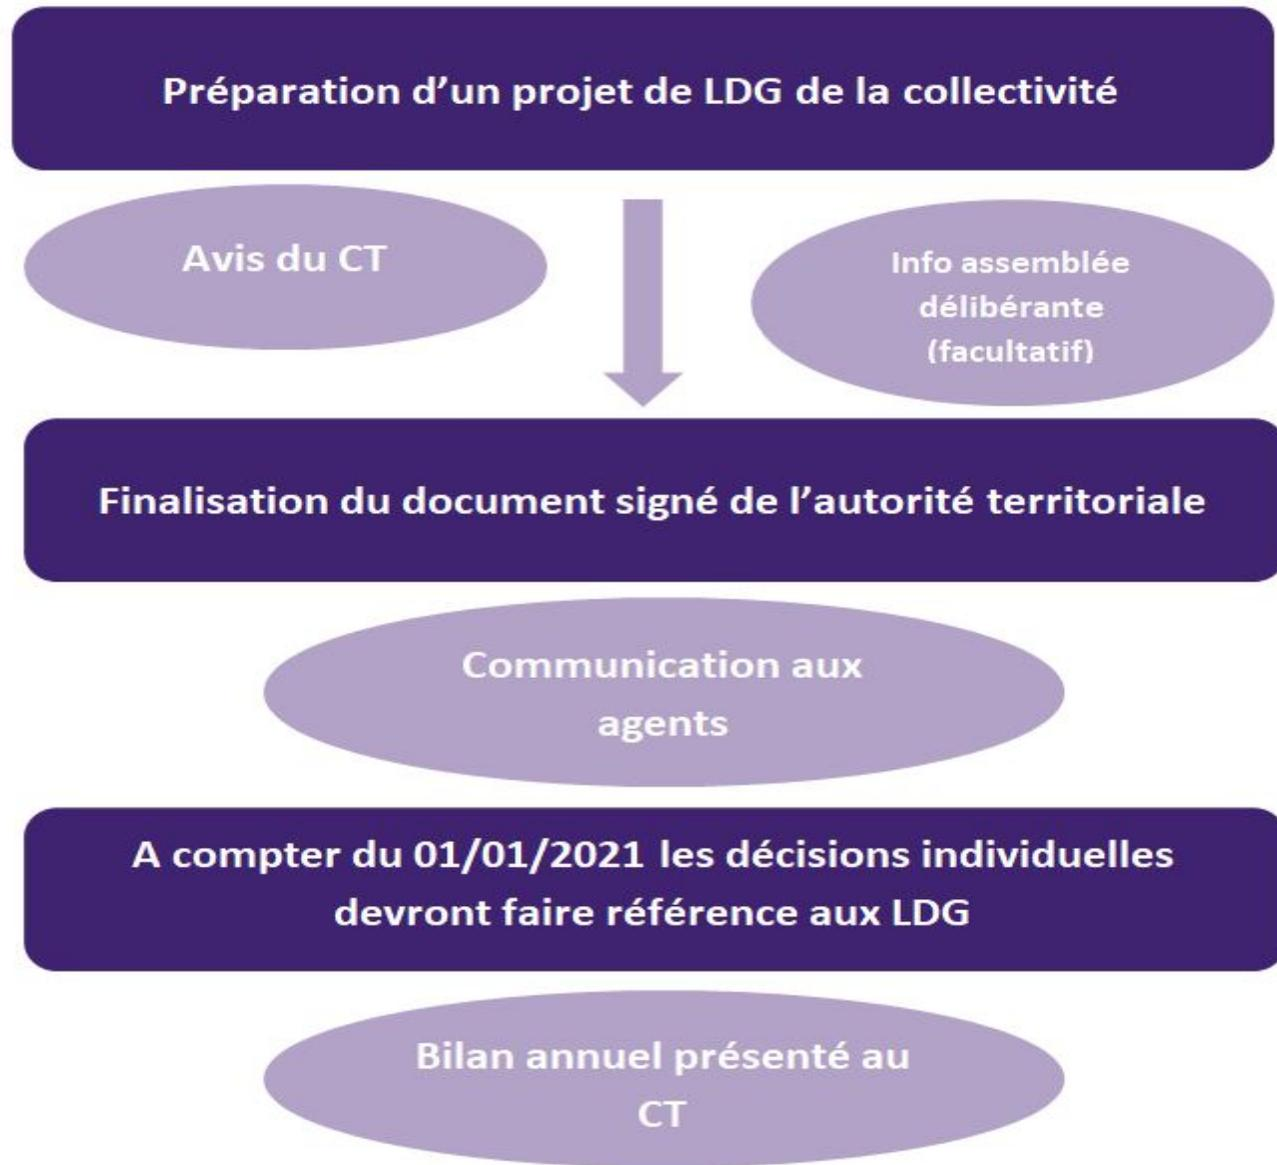 Préparation d’un projet de LDG de la collectivité
Avis du CT
Info assemblée
délibérante
(facultatif)
Finalisation du document signé de l’autorité territoriale
Communication aux
agents
A compter du 01/01/2021 les décisions individuelles
devront faire référence aux LDG
Bilan annuel présenté au
CT